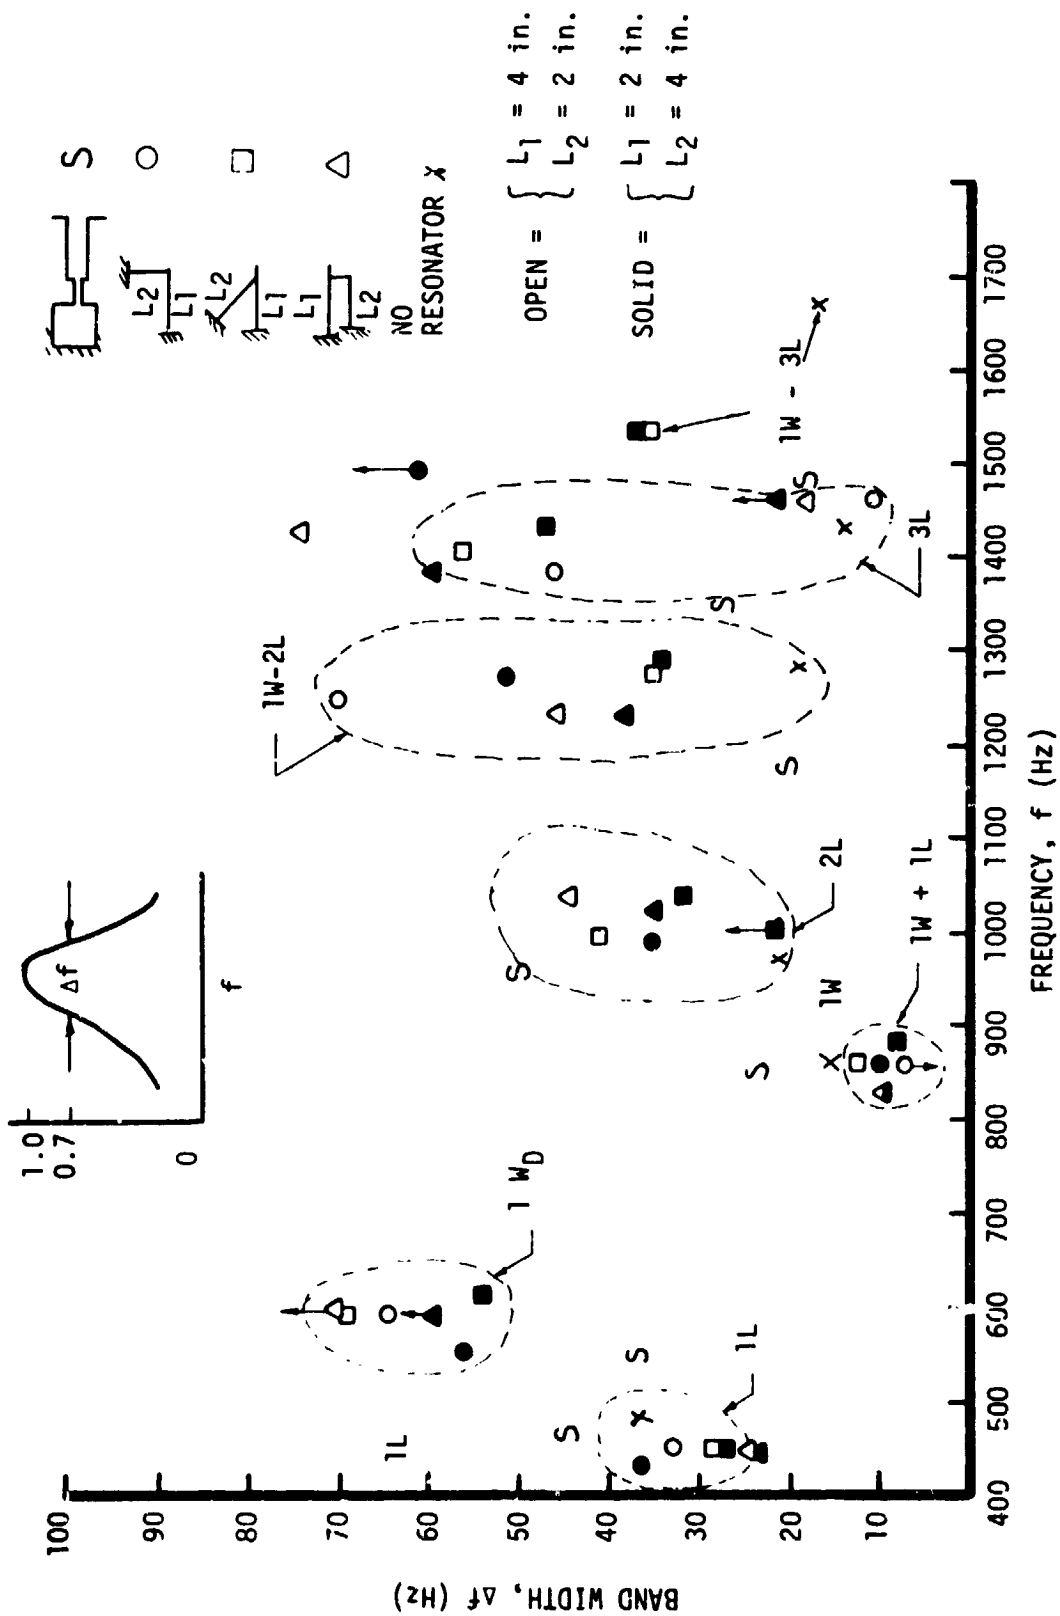 1.0
0.7
0
Δf
f
S
L2
L1
L2
L1
L1
L2
NO
RESONATOR X
OPEN = { L1 = 4 in.
L2 = 2 in.
SOLID = { L1 = 2 in.
L2 = 4 in.
BAND WIDTH, Δf (Hz)
100
90
80
70
60
50
40
30
20
10
400
500
600
700
800
900
1000
1100
1200
1300
1400
1500
1600
1700
FREQUENCY, f (Hz)
1L
S
S
1L
1 WD
S
1W
1W + 1L
S
2L
S
1W-2L
S
S
3L
1W - 3L